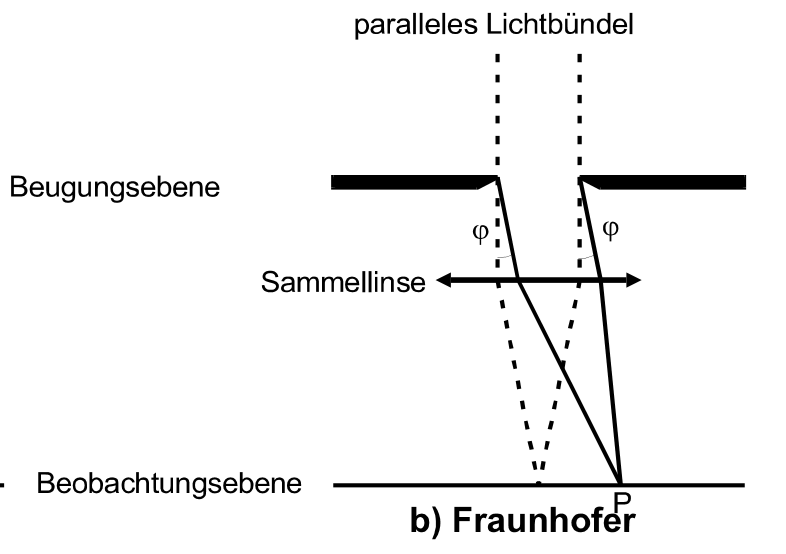 paralleles Lichtbündel
Beugungsebene
φ
φ
Sammellinse
Beobachtungsebene
P
b) Fraunhofer